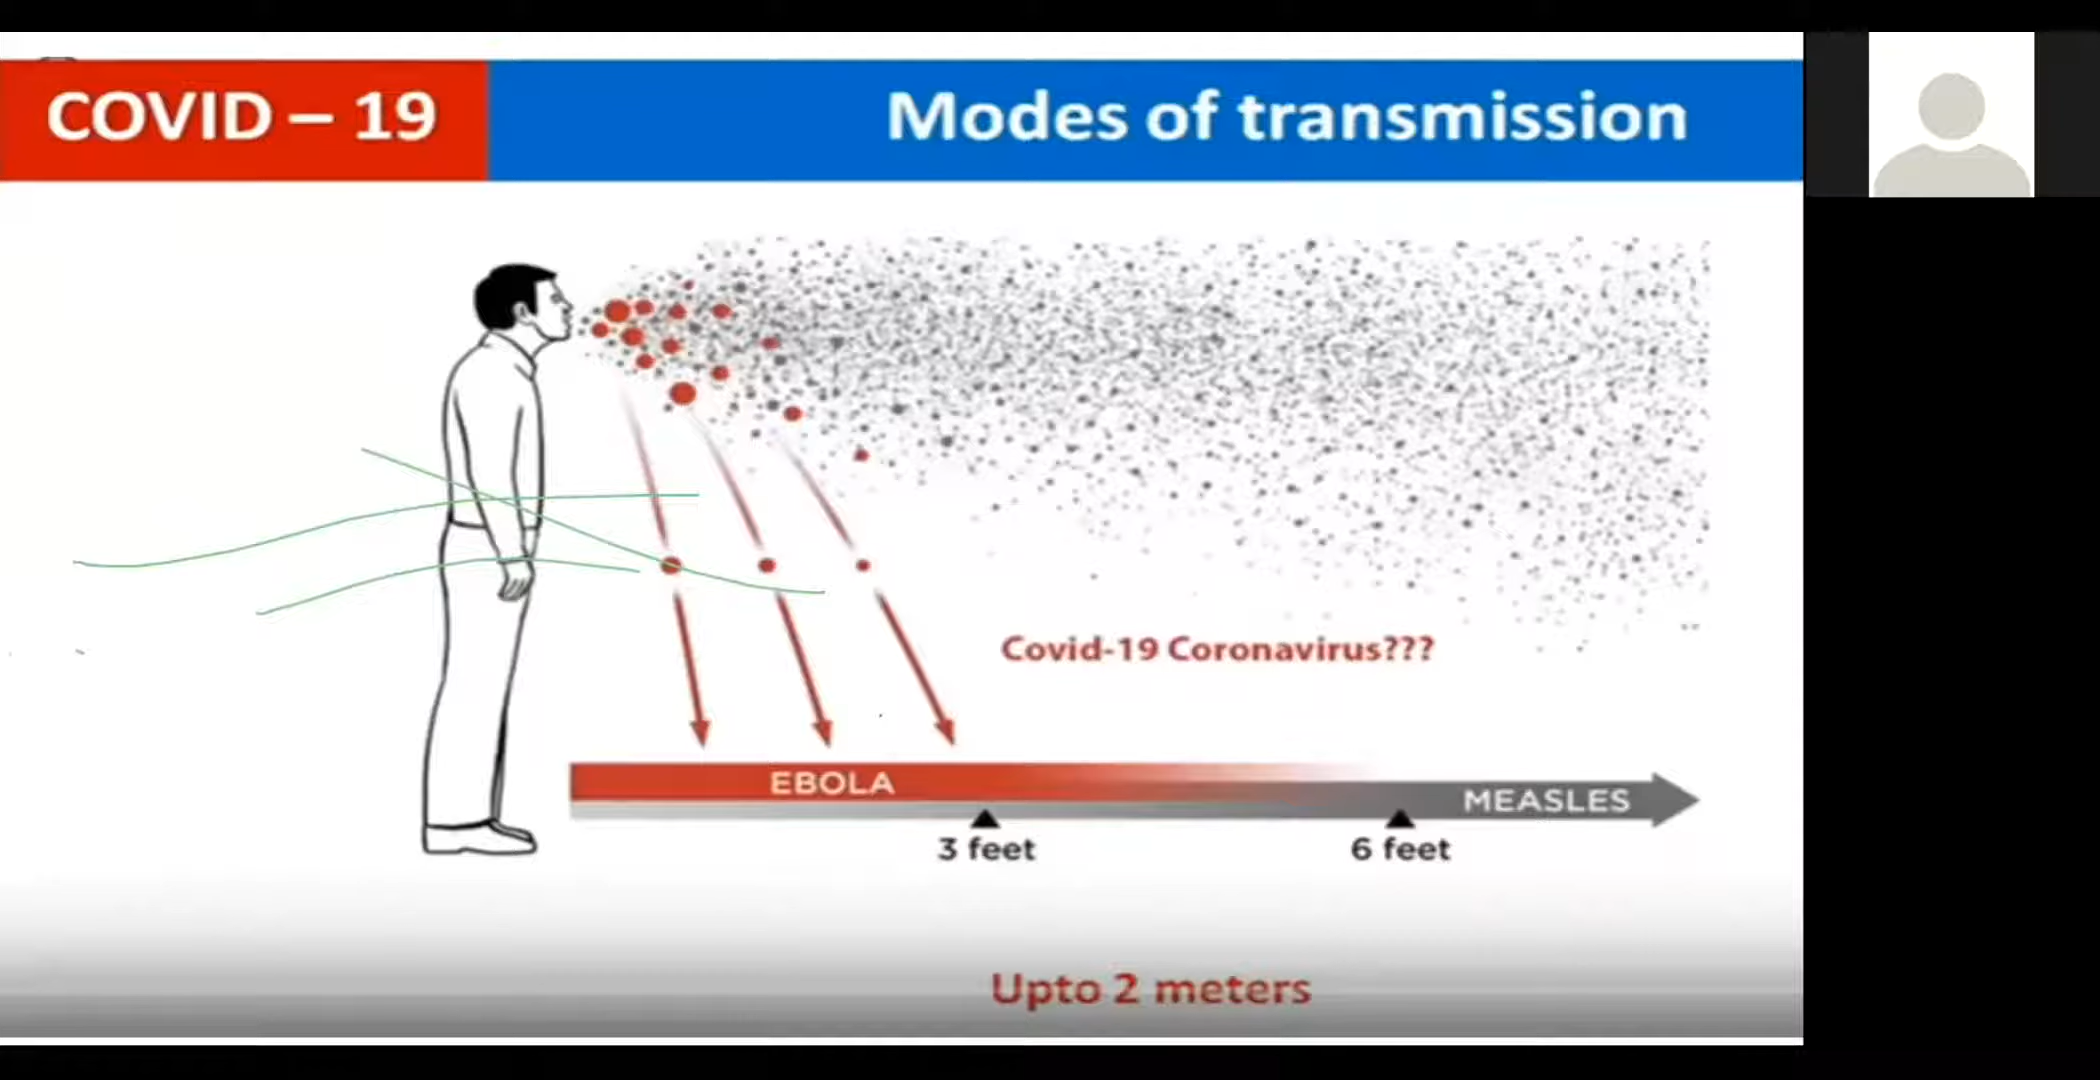 COVID – 19
Modes of transmission
Covid-19 Coronavirus???
EBOLA
MEASLES
3 feet
6 feet
Upto 2 meters